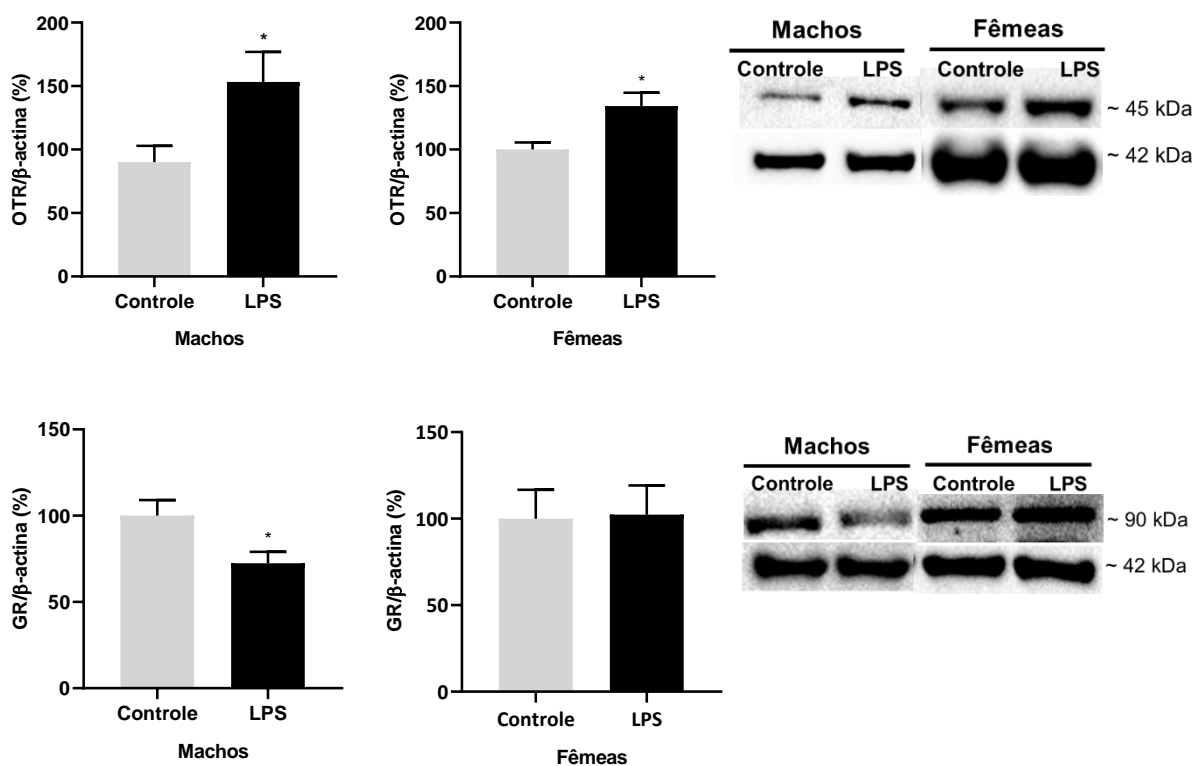 200
150
100
50
0
OTR/β-actina (%)
*
Controle LPS
Machos
200
150
100
50
0
OTR/β-actina (%)
*
Controle LPS
Fêmeas
Machos Fêmeas
Controle LPS Controle LPS
~ 45 kDa
~ 42 kDa
150
100
50
0
GR/β-actina (%)
*
Controle LPS
Machos
150
100
50
0
GR/β-actina (%)
Controle LPS
Fêmeas
Machos Fêmeas
Controle LPS Controle LPS
~ 90 kDa
~ 42 kDa